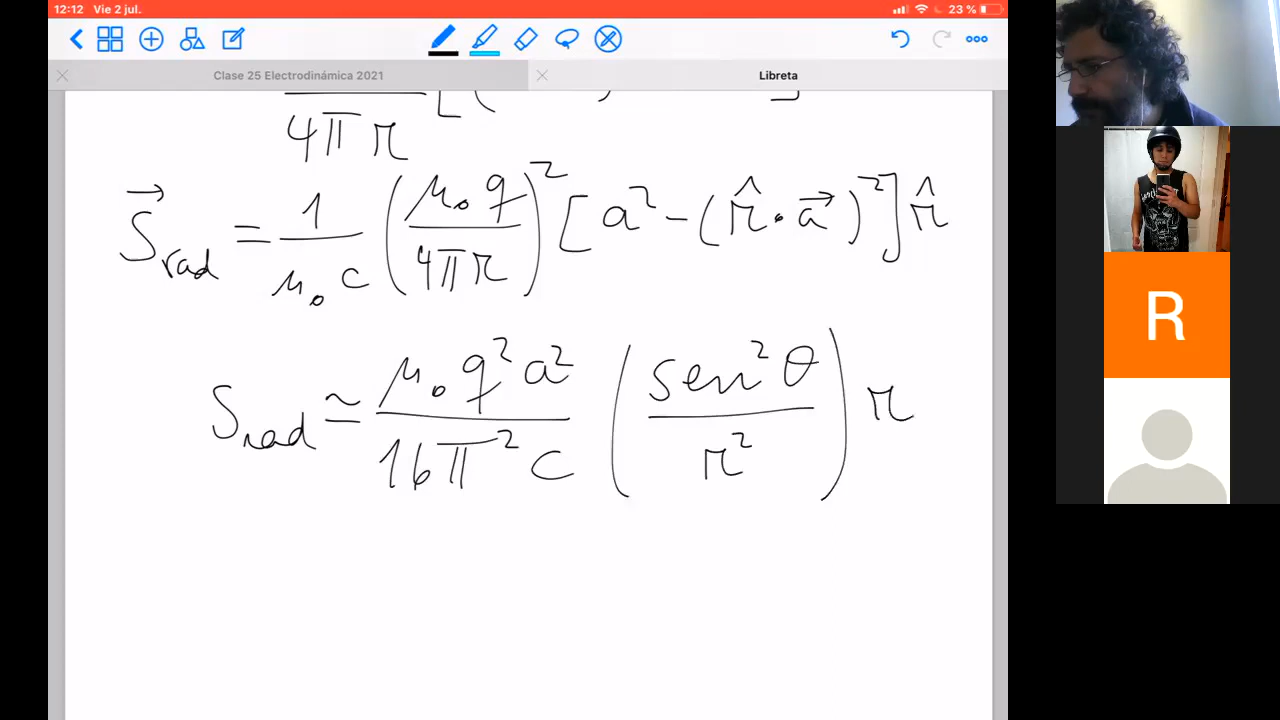 12:12 Vie 2 jul. 23 %
Clase 25 Electrodinámica 2021 Libreta
4π r
S⃗rad = 1/(μ₀ c) (μ₀ q / 4π r)² [a² − (r̂ · a⃗)²] r̂
Srad ≃ μ₀ q² a² / 16π² c (sen² θ / r²) r
R